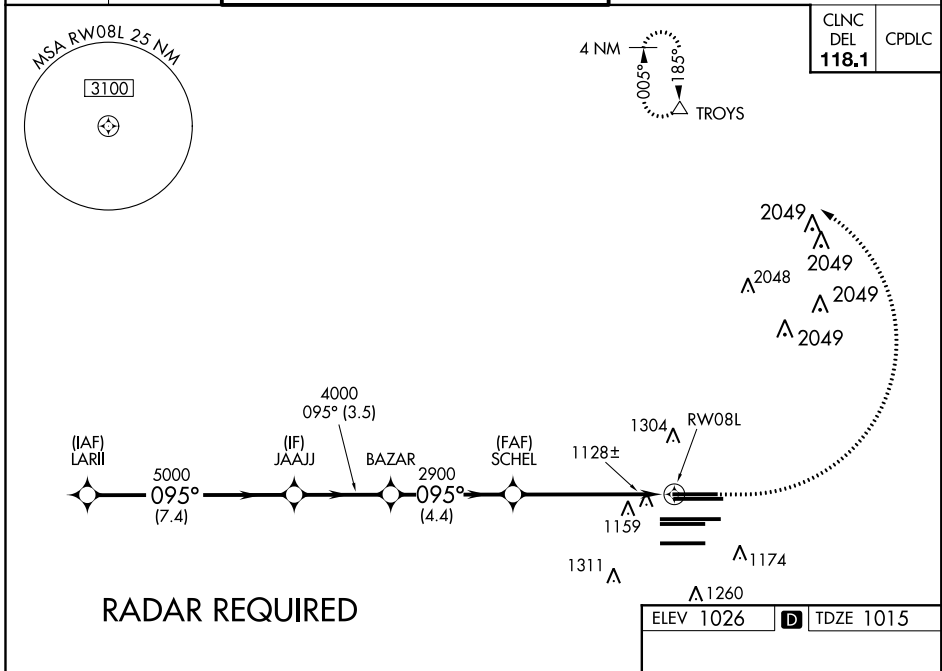 MSA RW08L 25 NM
3100
4 NM
005°
185°
TROYS
CLNC
DEL
118.1
CPDLC
2049
2049
2048
2049
2049
4000
095° (3.5)
(IAF)
LARII
5000
095°
(7.4)
(IF)
JAAJJ
BAZAR
2900
095°
(4.4)
(FAF)
SCHEL
1128±
1304
RW08L
1159
1311
1174
1260
RADAR REQUIRED
ELEV 1026
D
TDZE 1015